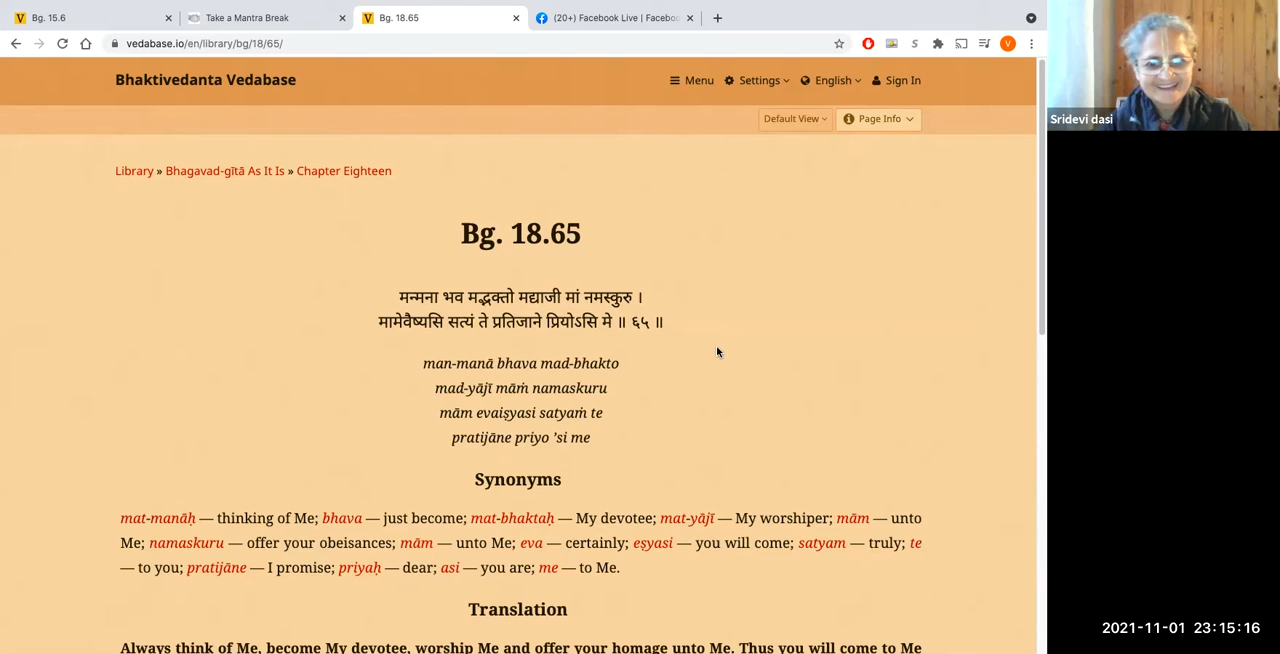 Bg. 15.6
Take a Mantra Break
Bg. 18.65
(20+) Facebook Live | Faceboo
vedabase.io/en/library/bg/18/65/
Bhaktivedanta Vedabase
Menu Settings English Sign In
Default View Page Info
Library » Bhagavad-gītā As It Is » Chapter Eighteen
Bg. 18.65
मन्मना भव मद्भक्तो मद्याजी मां नमस्कुरु ।
मामेवैष्यसि सत्यं ते प्रतिजाने प्रियोऽसि मे ॥ ६५ ॥
man-manā bhava mad-bhakto
mad-yājī māṁ namaskuru
mām evaiṣyasi satyaṁ te
pratijāne priyo ’si me
Synonyms
mat-manāḥ — thinking of Me; bhava — just become; mat-bhaktaḥ — My devotee; mat-yājī — My worshiper; mām — unto
Me; namaskuru — offer your obeisances; mām — unto Me; eva — certainly; eṣyasi — you will come; satyam — truly; te
— to you; pratijāne — I promise; priyaḥ — dear; asi — you are; me — to Me.
Translation
Always think of Me, become My devotee, worship Me and offer your homage unto Me. Thus you will come to Me
Sridevi dasi
2021-11-01 23:15:16